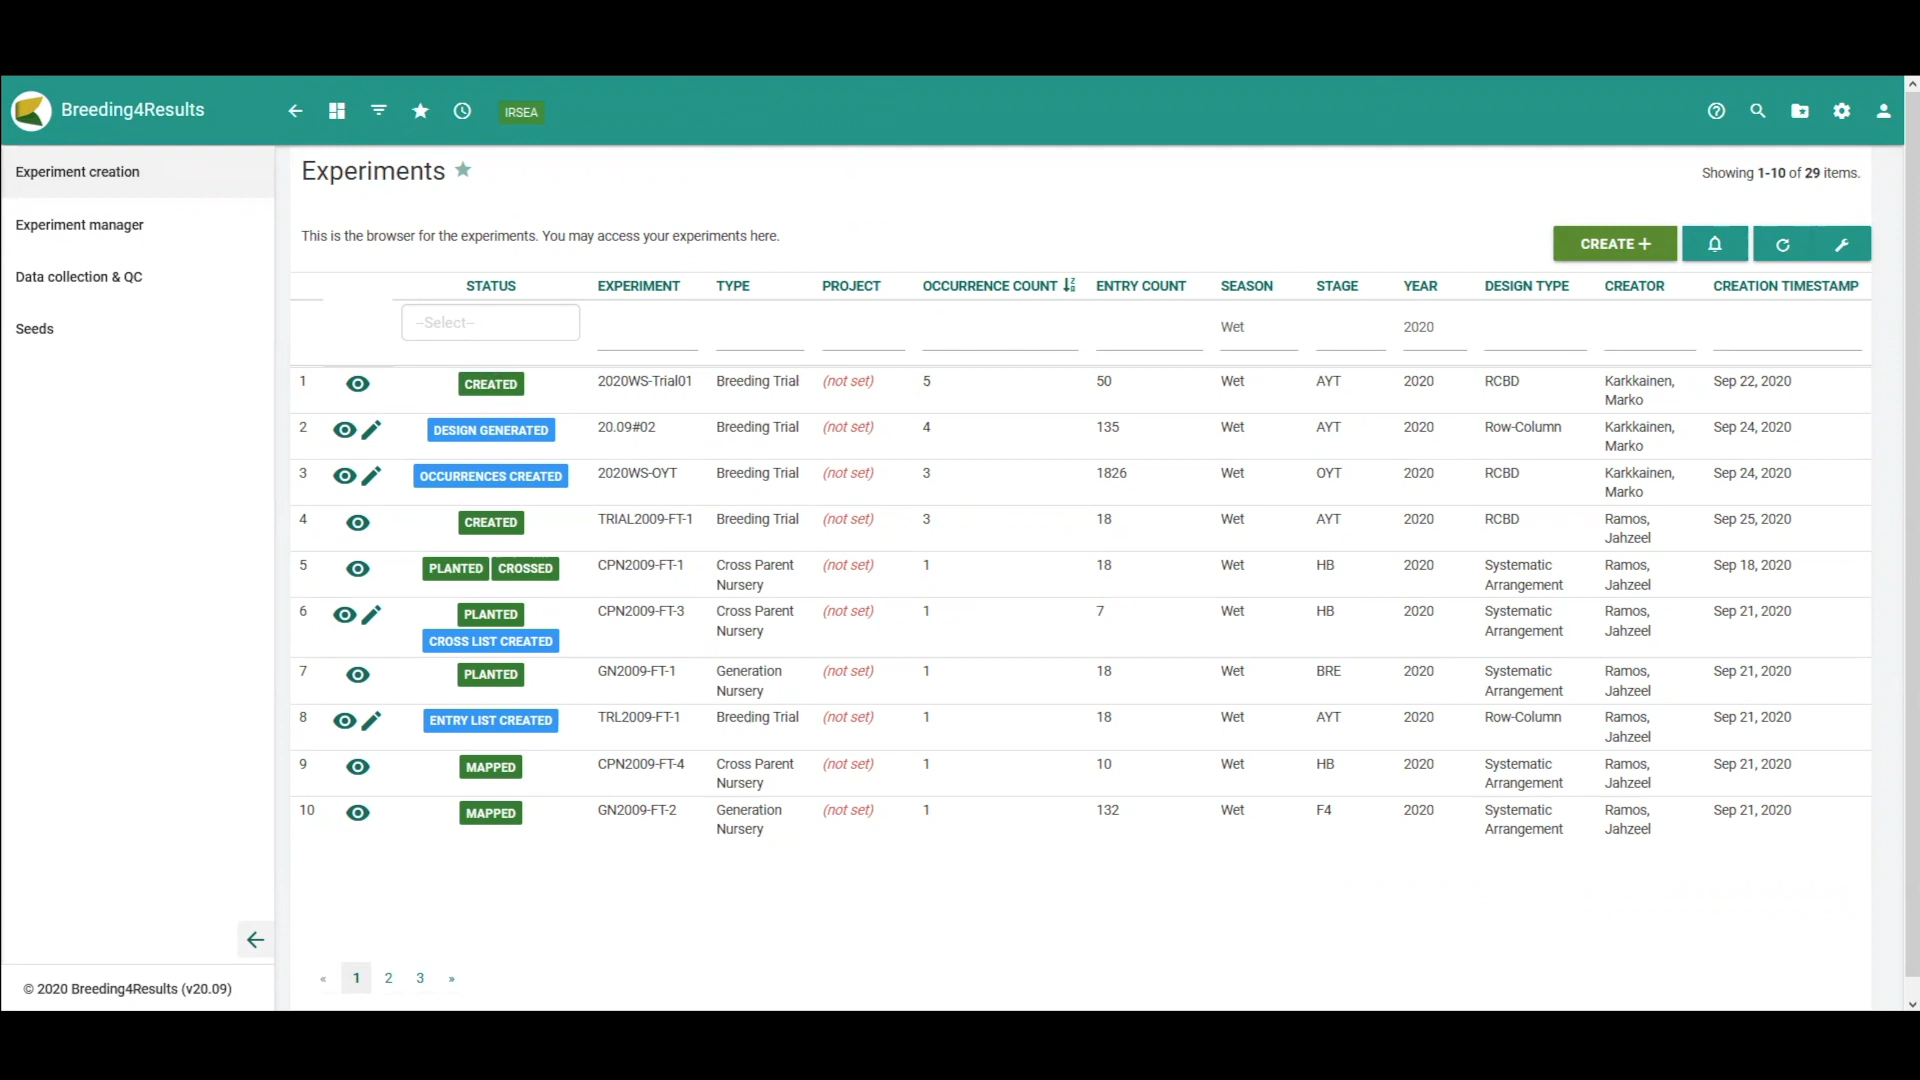 Breeding4Results
IRSEA
Experiment creation
Experiment manager
Data collection & QC
Seeds
© 2020 Breeding4Results (v20.09)
Experiments
Showing 1-10 of 29 items.
This is the browser for the experiments. You may access your experiments here.
CREATE
STATUS EXPERIMENT TYPE PROJECT OCCURRENCE COUNT ENTRY COUNT SEASON STAGE YEAR DESIGN TYPE CREATOR CREATION TIMESTAMP
--Select-- Wet 2020
1 CREATED 2020WS-Trial01 Breeding Trial (not set) 5 50 Wet AYT 2020 RCBD Karkkainen, Sep 22, 2020
Marko
2 DESIGN GENERATED 20.09#02 Breeding Trial (not set) 4 135 Wet AYT 2020 Row-Column Karkkainen, Sep 24, 2020
Marko
3 OCCURRENCES CREATED 2020WS-OYT Breeding Trial (not set) 3 1826 Wet OYT 2020 RCBD Karkkainen, Sep 24, 2020
Marko
4 CREATED TRIAL2009-FT-1 Breeding Trial (not set) 3 18 Wet AYT 2020 RCBD Ramos, Sep 25, 2020
Jahzeel
5 PLANTED CROSSED CPN2009-FT-1 Cross Parent (not set) 1 18 Wet HB 2020 Systematic Ramos, Sep 18, 2020
Nursery Arrangement Jahzeel
6 PLANTED CPN2009-FT-3 Cross Parent (not set) 1 7 Wet HB 2020 Systematic Ramos, Sep 21, 2020
CROSS LIST CREATED Nursery Arrangement Jahzeel
7 PLANTED GN2009-FT-1 Generation (not set) 1 18 Wet BRE 2020 Systematic Ramos, Sep 21, 2020
Nursery Arrangement Jahzeel
8 ENTRY LIST CREATED TRL2009-FT-1 Breeding Trial (not set) 1 18 Wet AYT 2020 Row-Column Ramos, Sep 21, 2020
Jahzeel
9 MAPPED CPN2009-FT-4 Cross Parent (not set) 1 10 Wet HB 2020 Systematic Ramos, Sep 21, 2020
Nursery Arrangement Jahzeel
10 MAPPED GN2009-FT-2 Generation (not set) 1 132 Wet F4 2020 Systematic Ramos, Sep 21, 2020
Nursery Arrangement Jahzeel
« 1 2 3 »